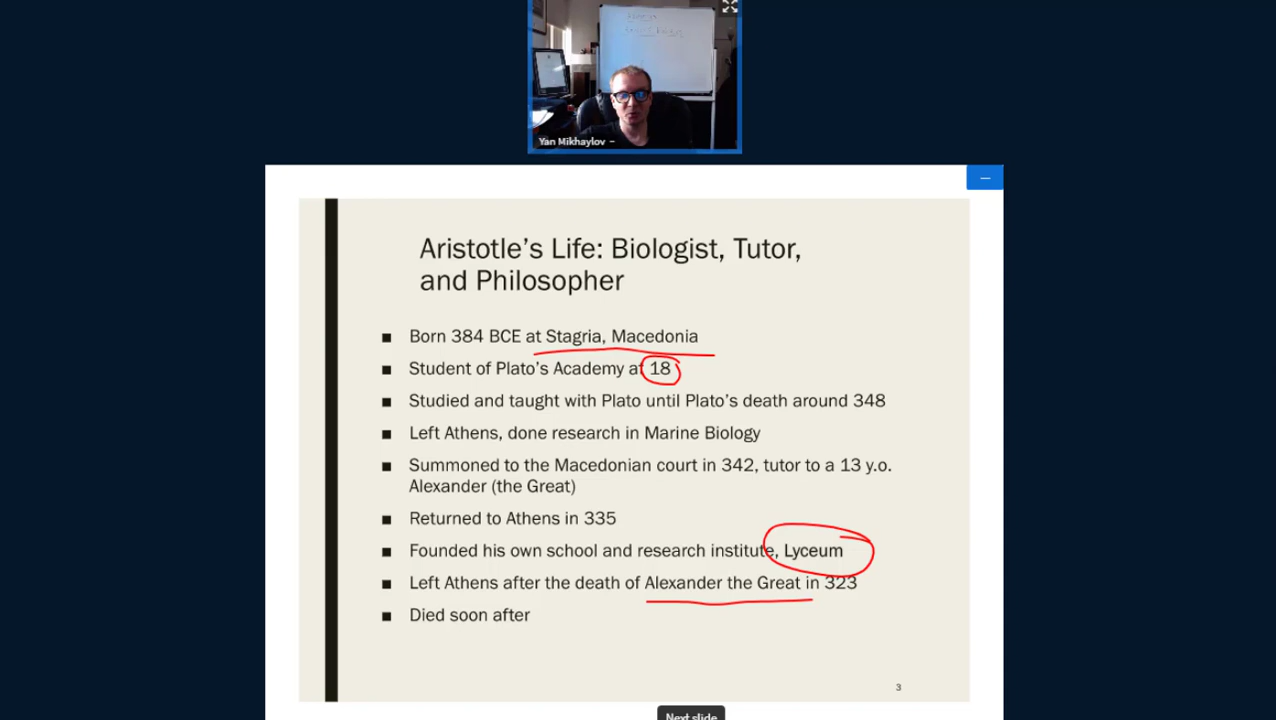 Yan Mikhaylov –
Aristotle's Life: Biologist, Tutor,
and Philosopher
■ Born 384 BCE at Stagria, Macedonia
■ Student of Plato's Academy at 18
■ Studied and taught with Plato until Plato's death around 348
■ Left Athens, done research in Marine Biology
■ Summoned to the Macedonian court in 342, tutor to a 13 y.o.
Alexander (the Great)
■ Returned to Athens in 335
■ Founded his own school and research institute, Lyceum
■ Left Athens after the death of Alexander the Great in 323
■ Died soon after
3
Next slide